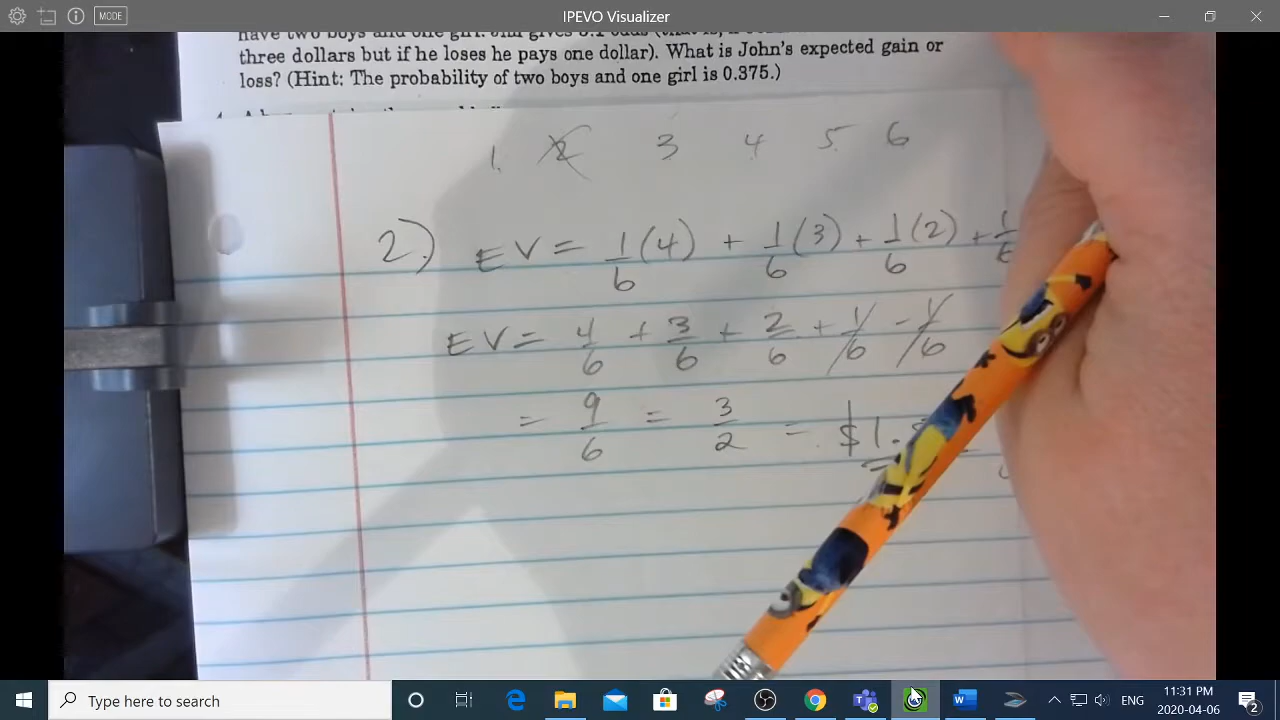 MODE
IPEVO Visualizer
three dollars but if he loses he pays one dollar). What is John's expected gain or
loss? (Hint: The probability of two boys and one girl is 0.375.)
1. 2 3 4 5 6
2.) EV = 1/6 (4) + 1/6 (3) + 1/6 (2) + 1/6
EV = 4/6 + 3/6 + 2/6 + 1/6 - 1/6
= 9/6 = 3/2 = $1.
Type here to search
ENG
11:31 PM
2020-04-06
2